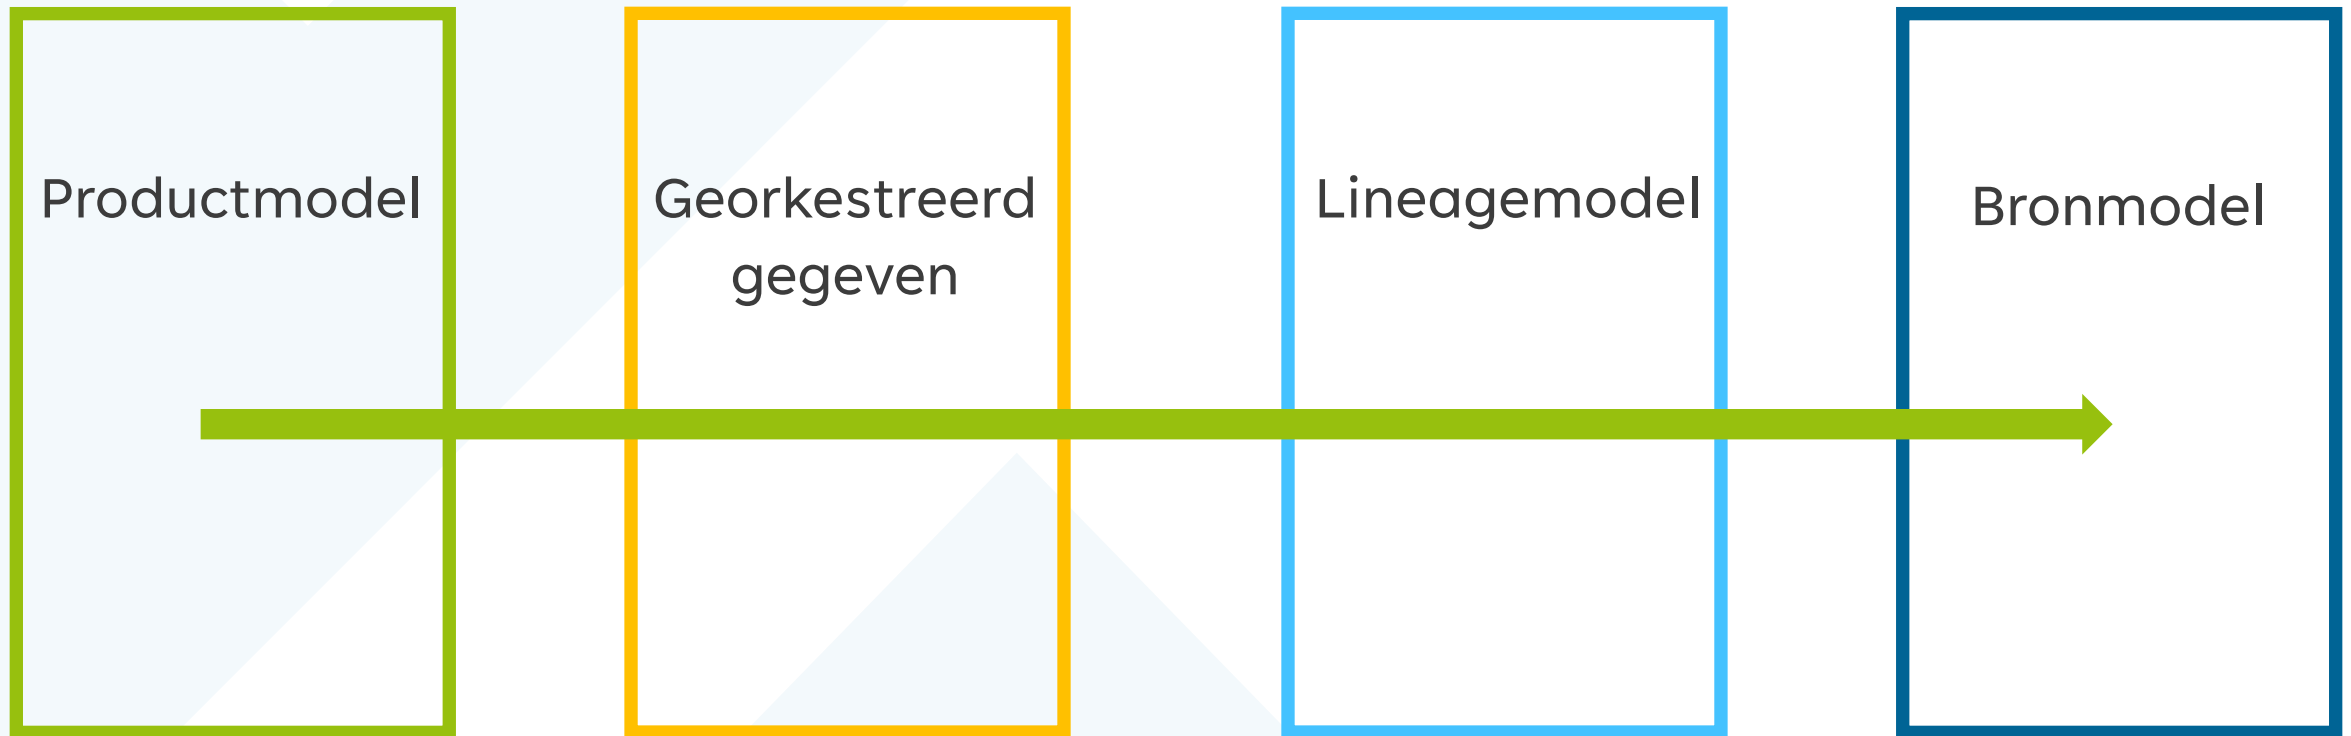 Productmodel
Georkestreerd
gegeven
Lineagemodel
Bronmodel